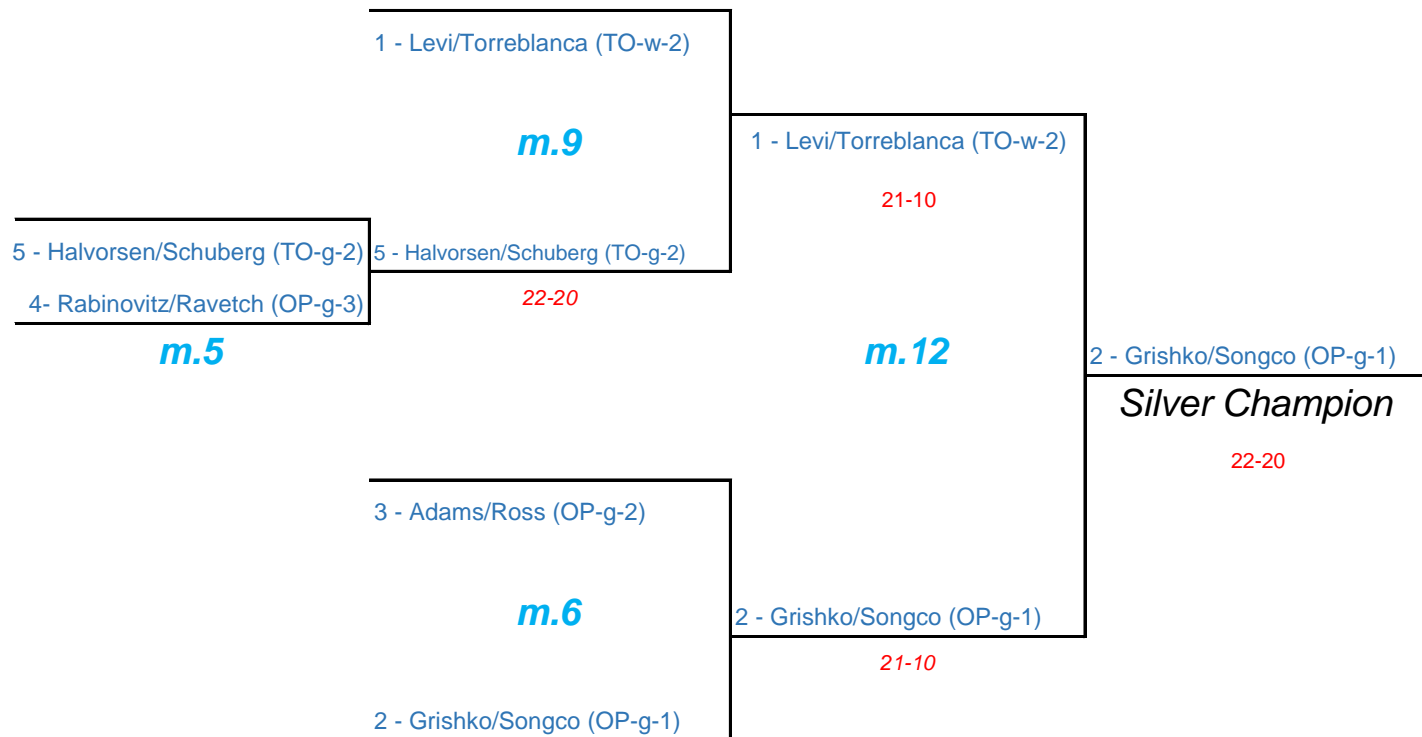 1 - Levi/Torreblanca (TO-w-2)
m.9
1 - Levi/Torreblanca (TO-w-2)
21-10
5 - Halvorsen/Schuberg (TO-g-2)
5 - Halvorsen/Schuberg (TO-g-2)
4- Rabinovitz/Ravetch (OP-g-3)
22-20
m.5
m.12
2 - Grishko/Songco (OP-g-1)
Silver Champion
22-20
3 - Adams/Ross (OP-g-2)
m.6
2 - Grishko/Songco (OP-g-1)
21-10
2 - Grishko/Songco (OP-g-1)